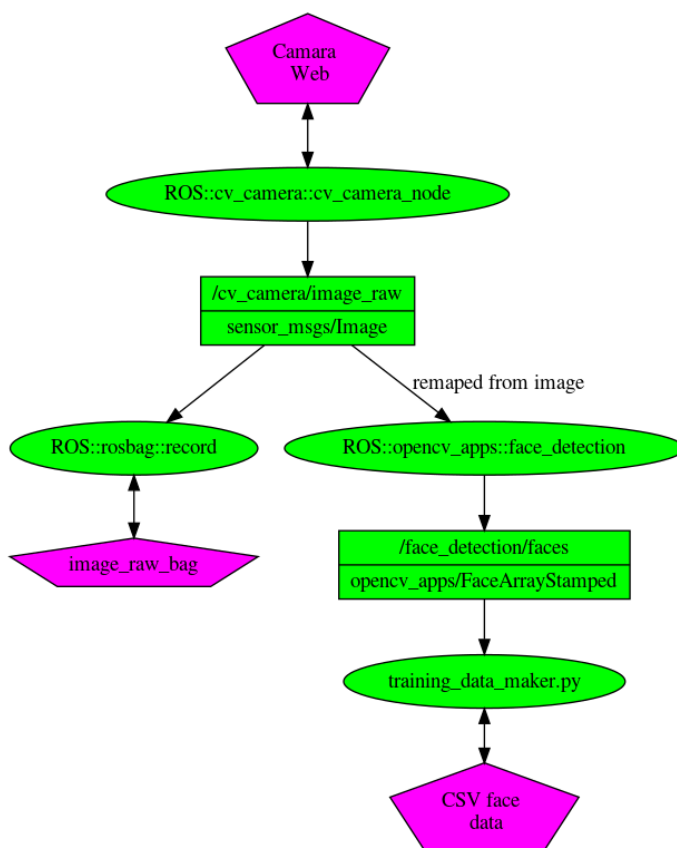 Camara
Web
ROS::cv_camera::cv_camera_node
/cv_camera/image_raw
sensor_msgs/Image
remaped from image
ROS::rosbag::record
ROS::opencv_apps::face_detection
image_raw_bag
/face_detection/faces
opencv_apps/FaceArrayStamped
training_data_maker.py
CSV face
data